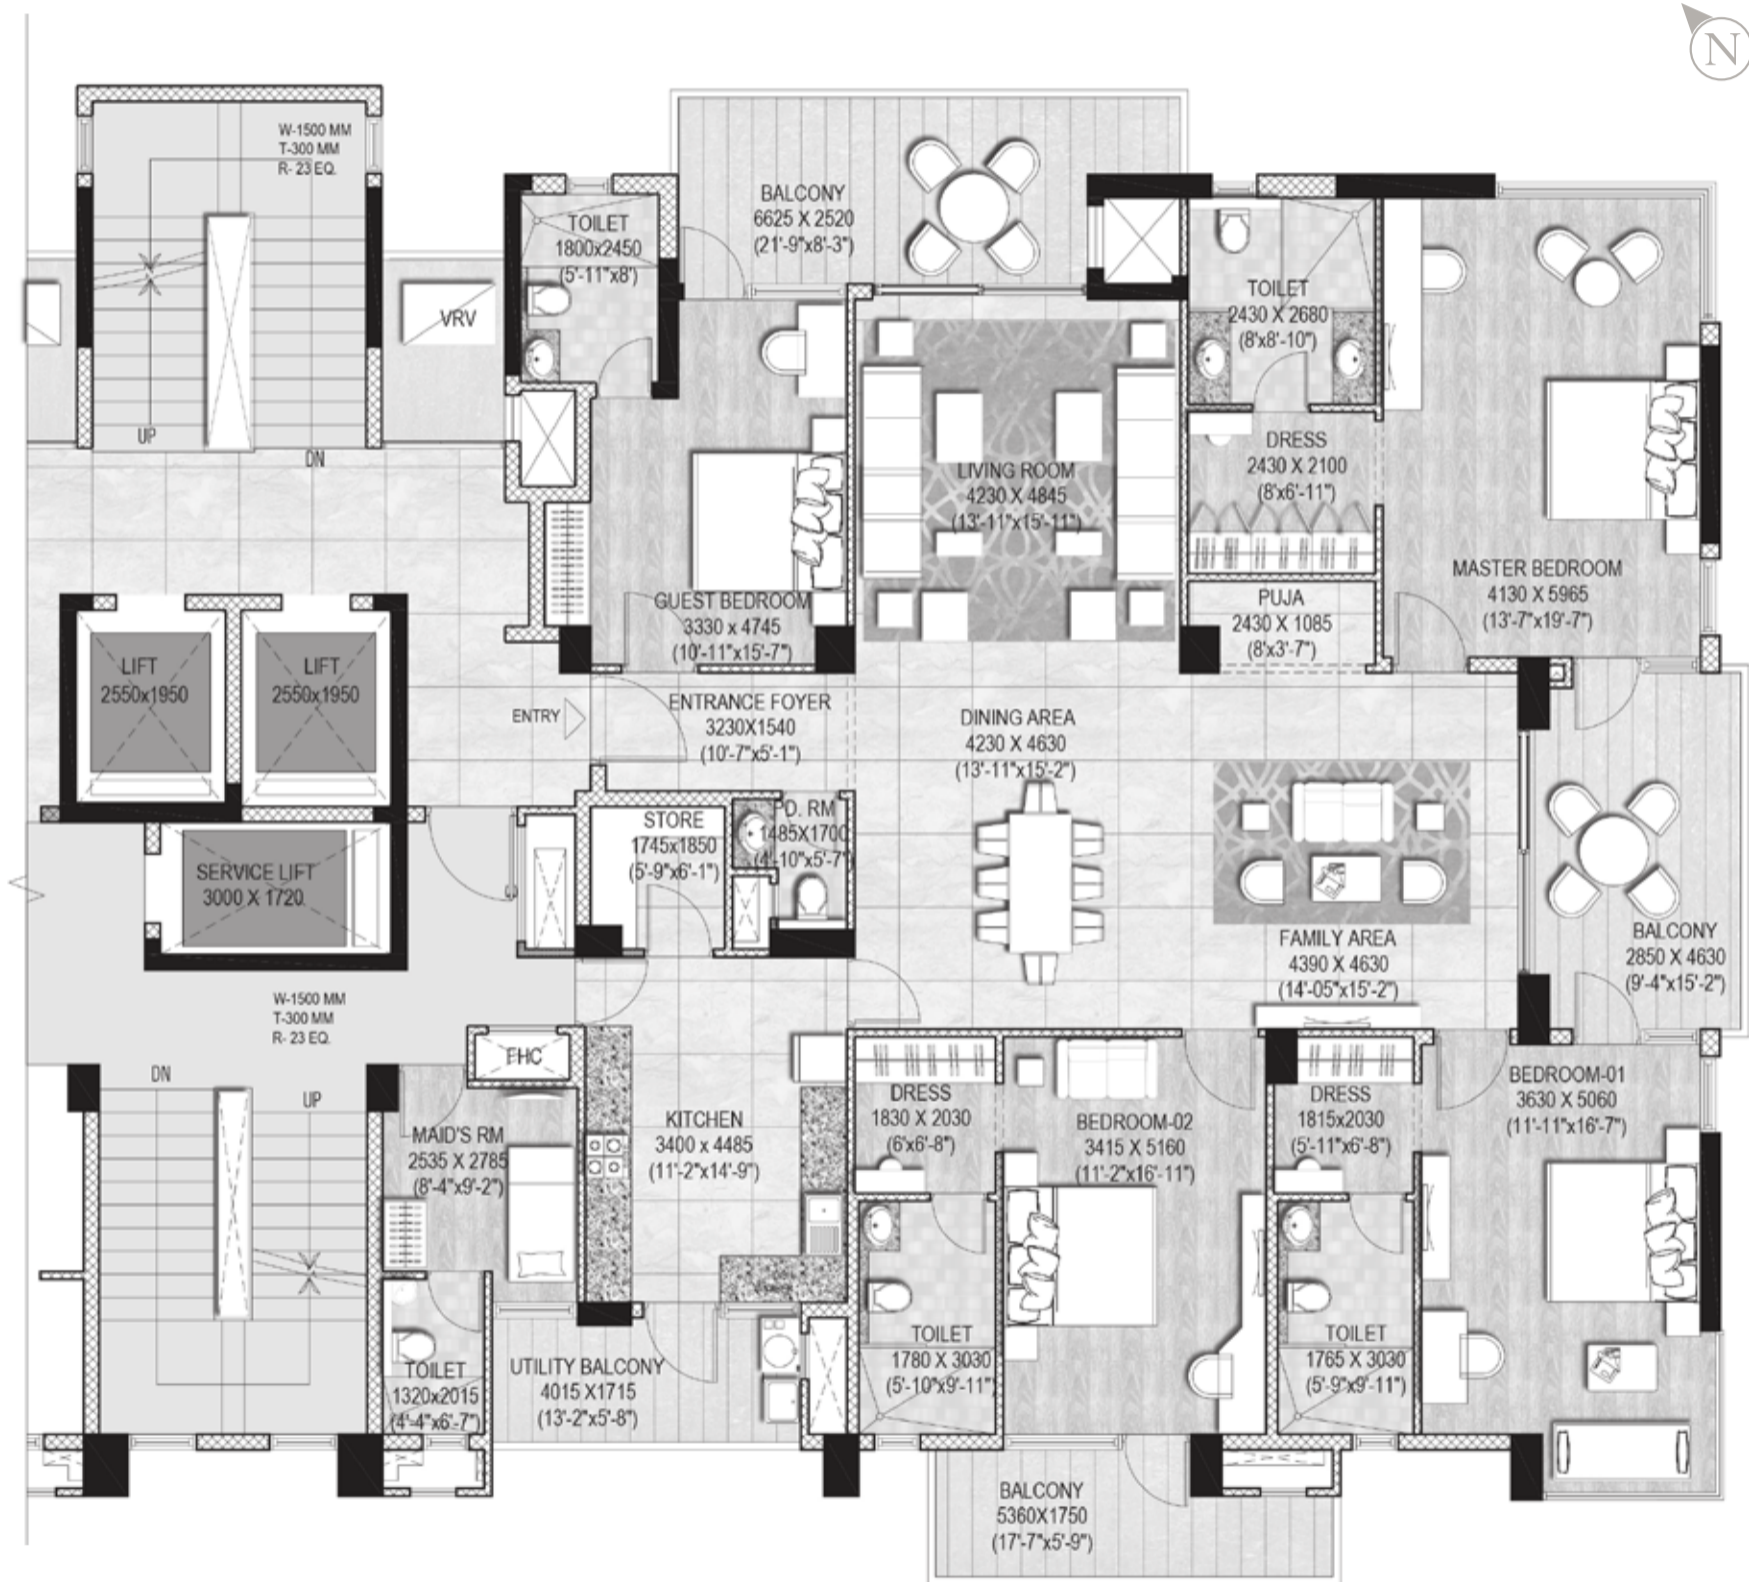 N
W-1500 MM
T-300 MM
R- 23 EQ.
UP
DN
VRV
TOILET
1800x2450
(5'-11"x8')
BALCONY
6625 X 2520
(21'-9"x8'-3")
TOILET
2430 X 2680
(8'x8'-10")
DRESS
2430 X 2100
(8'x6'-11")
LIVING ROOM
4230 X 4845
(13'-11"x15'-11")
MASTER BEDROOM
4130 X 5965
(13'-7"x19'-7")
GUEST BEDROOM
3330 x 4745
(10'-11"x15'-7")
PUJA
2430 X 1085
(8'x3'-7")
LIFT
2550x1950
LIFT
2550x1950
ENTRY
ENTRANCE FOYER
3230X1540
(10'-7"x5'-1")
DINING AREA
4230 X 4630
(13'-11"x15'-2")
STORE
1745x1850
(5'-9"x6'-1")
P.D. RM
1485X1700
(4'-10"x5'-7")
SERVICE LIFT
3000 X 1720
FAMILY AREA
4390 X 4630
(14'-05"x15'-2")
BALCONY
2850 X 4630
(9'-4"x15'-2")
W-1500 MM
T-300 MM
R- 23 EQ.
DN
UP
FHC
MAID'S RM
2535 X 2785
(8'-4"x9'-2")
KITCHEN
3400 x 4485
(11'-2"x14'-9")
DRESS
1830 X 2030
(6'x6'-8")
BEDROOM-02
3415 X 5160
(11'-2"x16'-11")
DRESS
1815x2030
(5'-11"x6'-8")
BEDROOM-01
3630 X 5060
(11'-11"x16'-7")
TOILET
1320x2015
(4'-4"x6'-7")
UTILITY BALCONY
4015 X1715
(13'-2"x5'-8")
TOILET
1780 X 3030
(5'-10"x9'-11")
TOILET
1765 X 3030
(5'-9"x9'-11")
BALCONY
5360X1750
(17'-7"x5'-9")